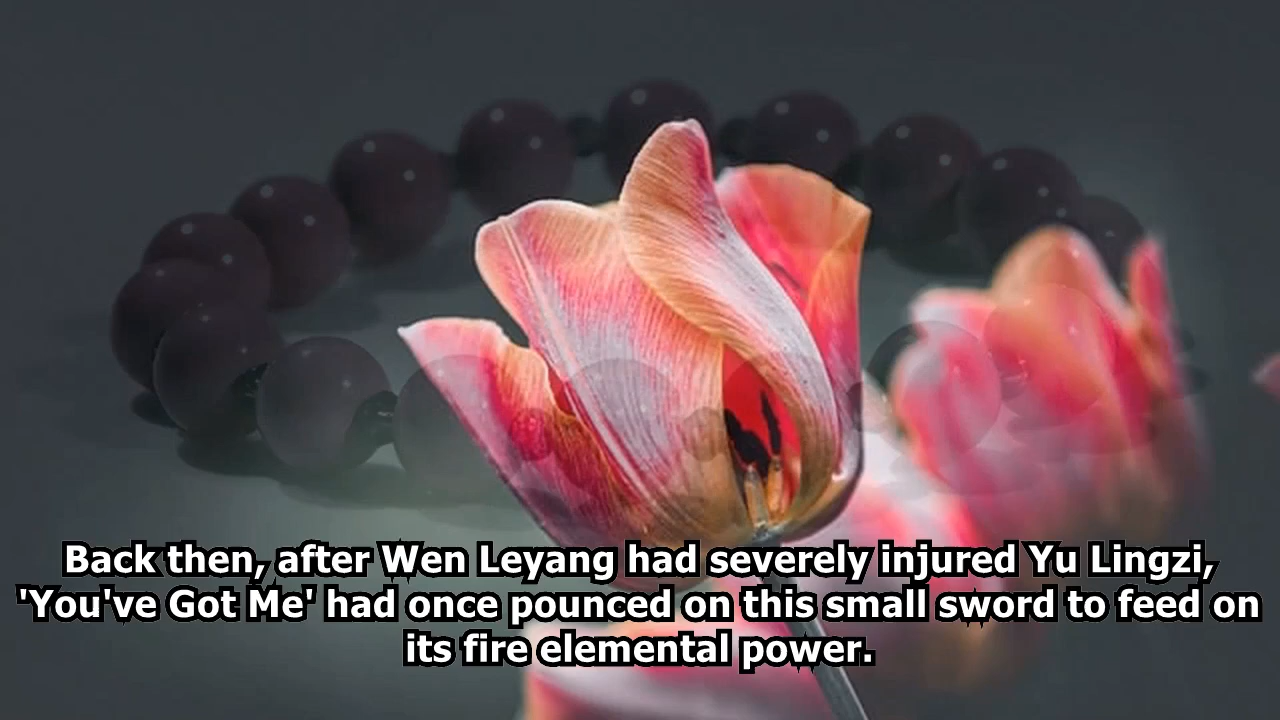 Back then, after Wen Leyang had severely injured Yu Lingzi,
'You've Got Me' had once pounced on this small sword to feed on
its fire elemental power.